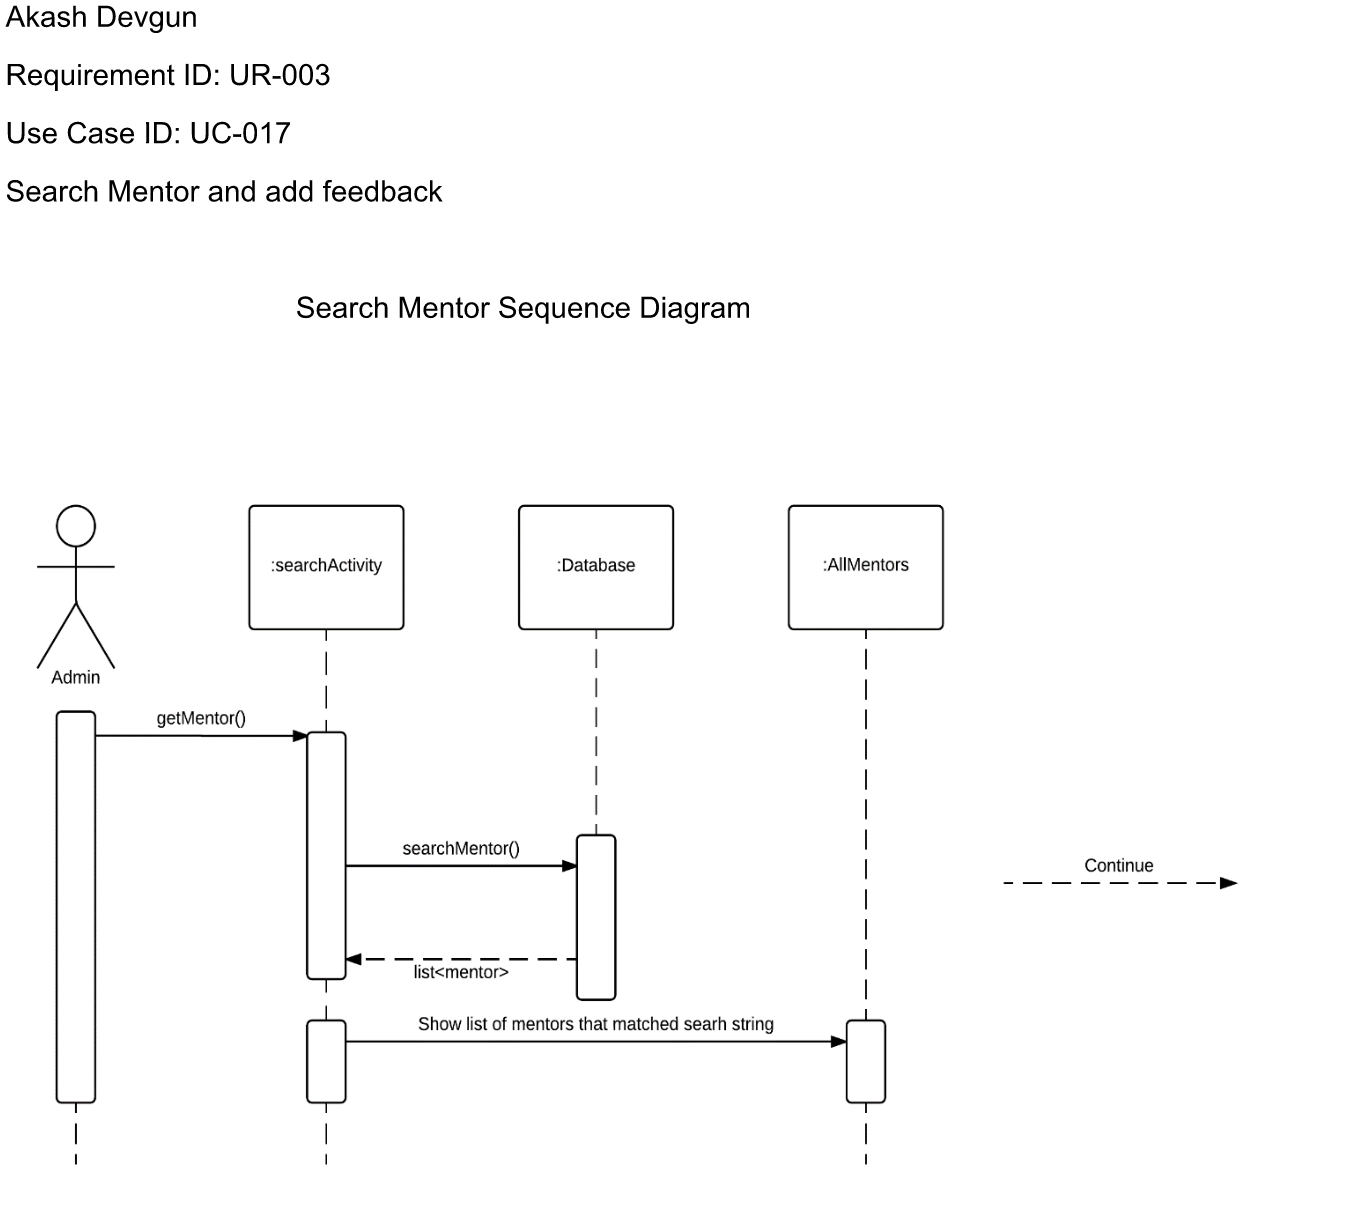 Akash Devgun
Requirement ID: UR-003
Use Case ID: UC-017
Search Mentor and add feedback
Search Mentor Sequence Diagram
:searchActivity
:Database
:AllMentors
Admin
getMentor()
searchMentor()
Continue
list<mentor>
Show list of mentors that matched searh string